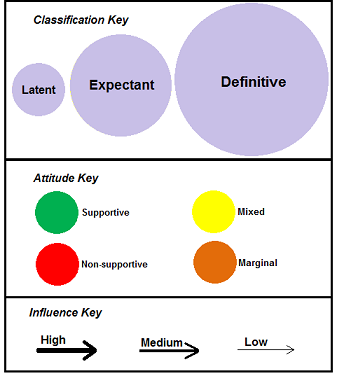 Classification Key
Latent
Expectant
Definitive
Attitude Key
Supportive
Mixed
Non-supportive
Marginal
Influence Key
High
Medium
Low